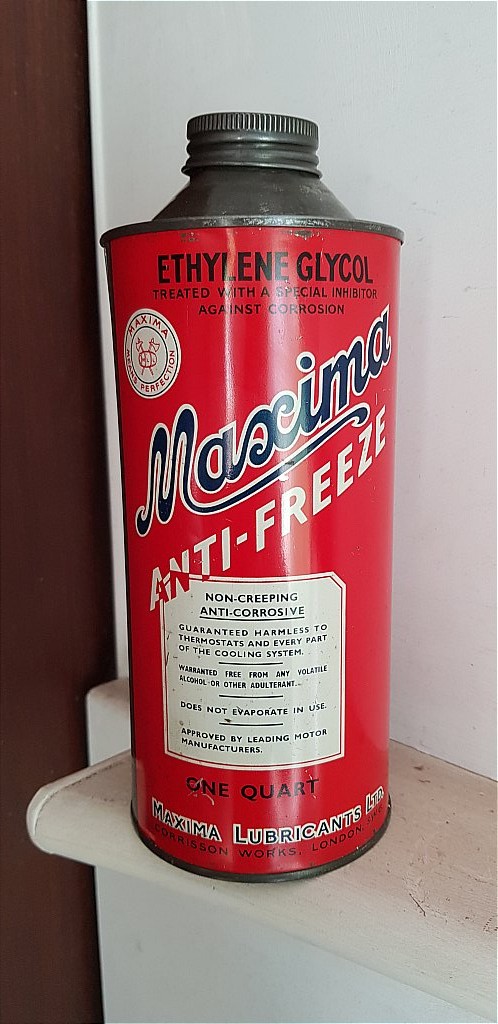 ETHYLENE GLYCOL
TREATED WITH A SPECIAL INHIBITOR
AGAINST CORROSION
MAXIMA
MEANS PERFECTION
Maxima
ANTI-FREEZE
NON-CREEPING
ANTI-CORROSIVE
GUARANTEED HARMLESS TO
THERMOSTATS AND EVERY PART
OF THE COOLING SYSTEM.
WARRANTED FREE FROM ANY VOLATILE
ALCOHOL OR OTHER ADULTERANT.
DOES NOT EVAPORATE IN USE.
APPROVED BY LEADING MOTOR
MANUFACTURERS.
ONE QUART
MAXIMA LUBRICANTS LTD.
WORKS, LONDON,